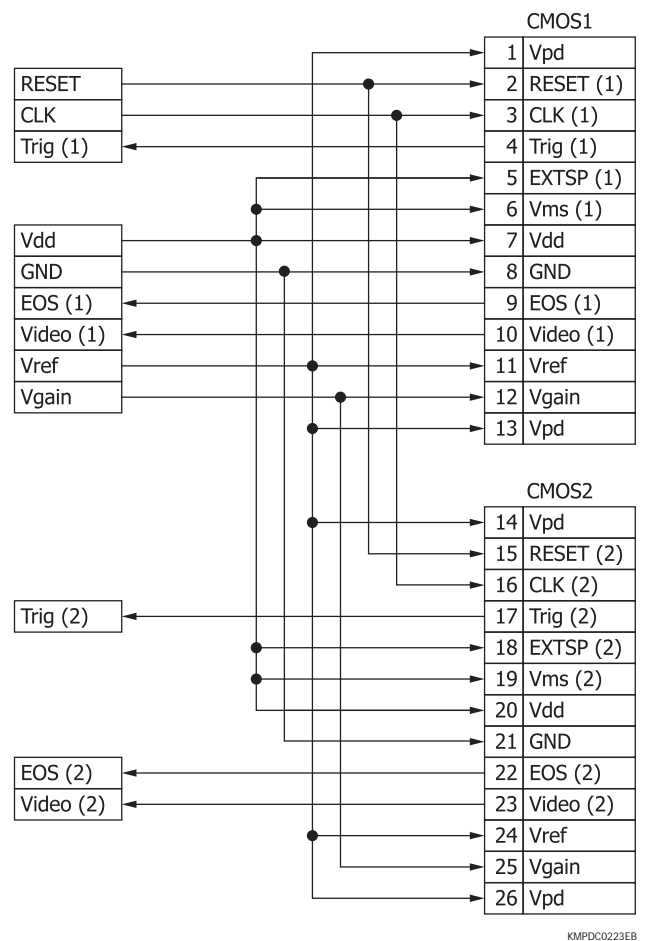 CMOS1
1 Vpd
RESET 2 RESET (1)
CLK 3 CLK (1)
Trig (1) 4 Trig (1)
5 EXTSP (1)
6 Vms (1)
Vdd 7 Vdd
GND 8 GND
EOS (1) 9 EOS (1)
Video (1) 10 Video (1)
Vref 11 Vref
Vgain 12 Vgain
13 Vpd
CMOS2
14 Vpd
15 RESET (2)
16 CLK (2)
Trig (2) 17 Trig (2)
18 EXTSP (2)
19 Vms (2)
20 Vdd
21 GND
EOS (2) 22 EOS (2)
Video (2) 23 Video (2)
24 Vref
25 Vgain
26 Vpd
KMPDC0223EB